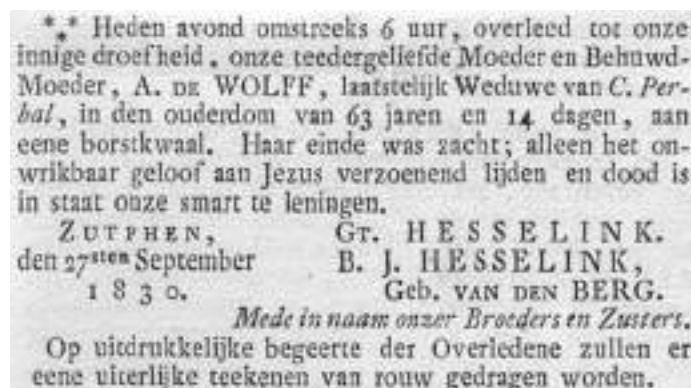 *** Heden avond omstreeks 6 uur, overleed tot onze
innige droefheid, onze teedergeliefde Moeder en Behuwd-
Moeder, A. DE WOLFF, laatstelijk Weduwe van C. Per-
bal, in den ouderdom van 63 jaren en 14 dagen, aan
eene borstkwaal. Haar einde was zacht; alleen het on-
wrikbaar geloof aan Jezus verzoenend lijden en dood is
in staat onze smart te leningen.
ZUTPHEN, GT. HESSELINK.
den 27sten September B. J. HESSELINK,
1830. Geb. VAN DEN BERG.
Mede in naam onzer Broeders en Zusters.
Op uitdrukkelijke begeerte der Overledene zullen er
eene uiterlijke teekenen van rouw gedragen worden.